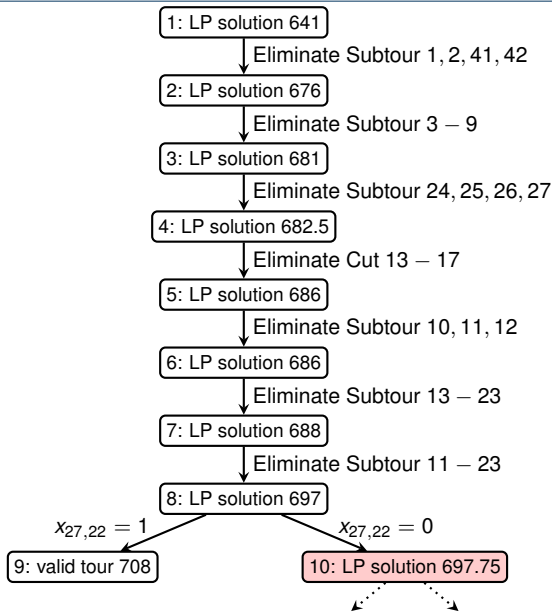 1: LP solution 641
Eliminate Subtour 1, 2, 41, 42
2: LP solution 676
Eliminate Subtour 3 − 9
3: LP solution 681
Eliminate Subtour 24, 25, 26, 27
4: LP solution 682.5
Eliminate Cut 13 − 17
5: LP solution 686
Eliminate Subtour 10, 11, 12
6: LP solution 686
Eliminate Subtour 13 − 23
7: LP solution 688
Eliminate Subtour 11 − 23
8: LP solution 697
x27,22 = 1
x27,22 = 0
9: valid tour 708
10: LP solution 697.75